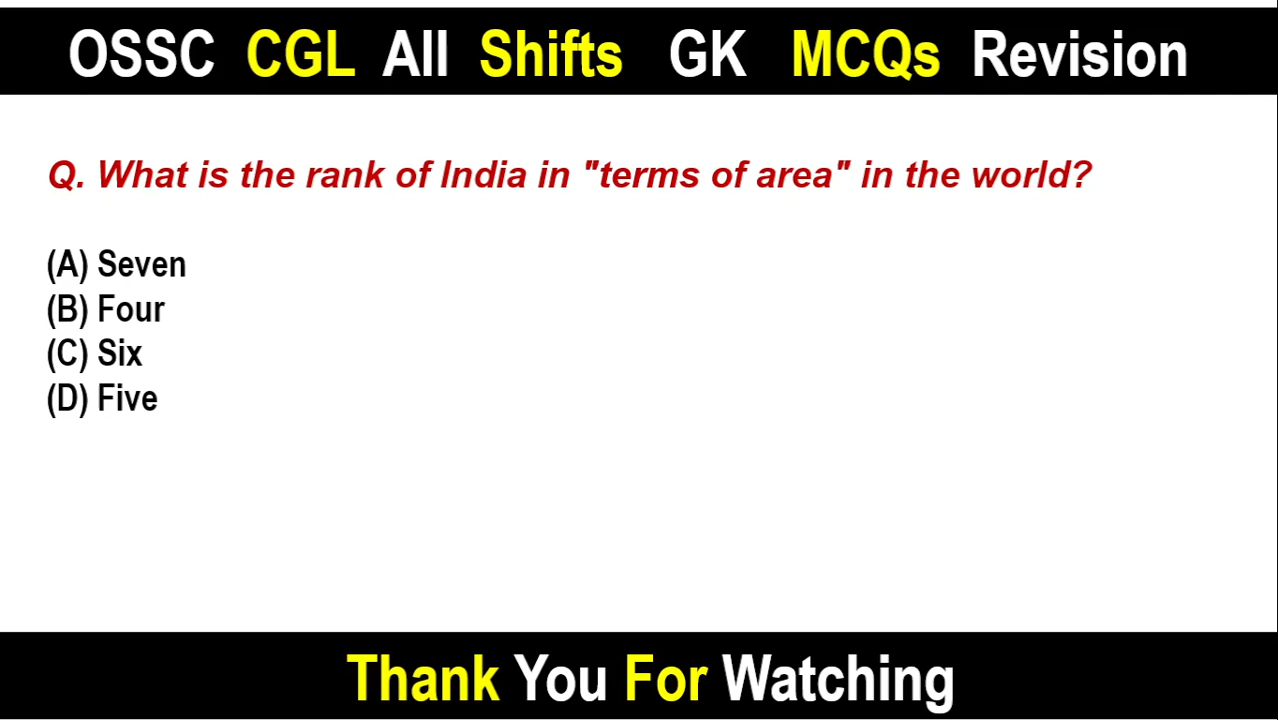 OSSC CGL All Shifts GK MCQs Revision
Q. What is the rank of India in "terms of area" in the world?
(A) Seven
(B) Four
(C) Six
(D) Five
Thank You For Watching